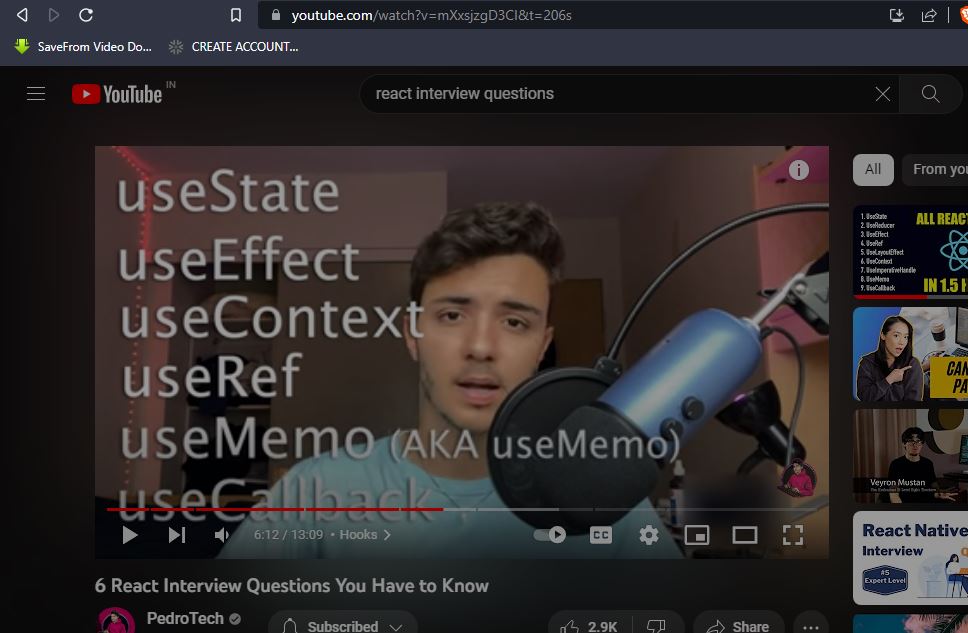 youtube.com/watch?v=mXxsjzgD3CI&t=206s
SaveFrom Video Do... CREATE ACCOUNT...
YouTube IN
react interview questions
useState
useEffect
useContext
useRef
useMemo (AKA useMemo)
useCallback
6:12 / 13:09 • Hooks
CC
6 React Interview Questions You Have to Know
PedroTech
Subscribed
2.9K
Share
All
From you
1. UseState
2. UseReducer
3. UseEffect
4. UseRef
5. UseLayoutEffect
6. UseContext
7. UseImperativeHandle
8. UseMemo
9. UseCallback
ALL REACT
IN 1.5 H
CAN
PA
Veyron Mustan
React Native
Interview
#5
Expert Level